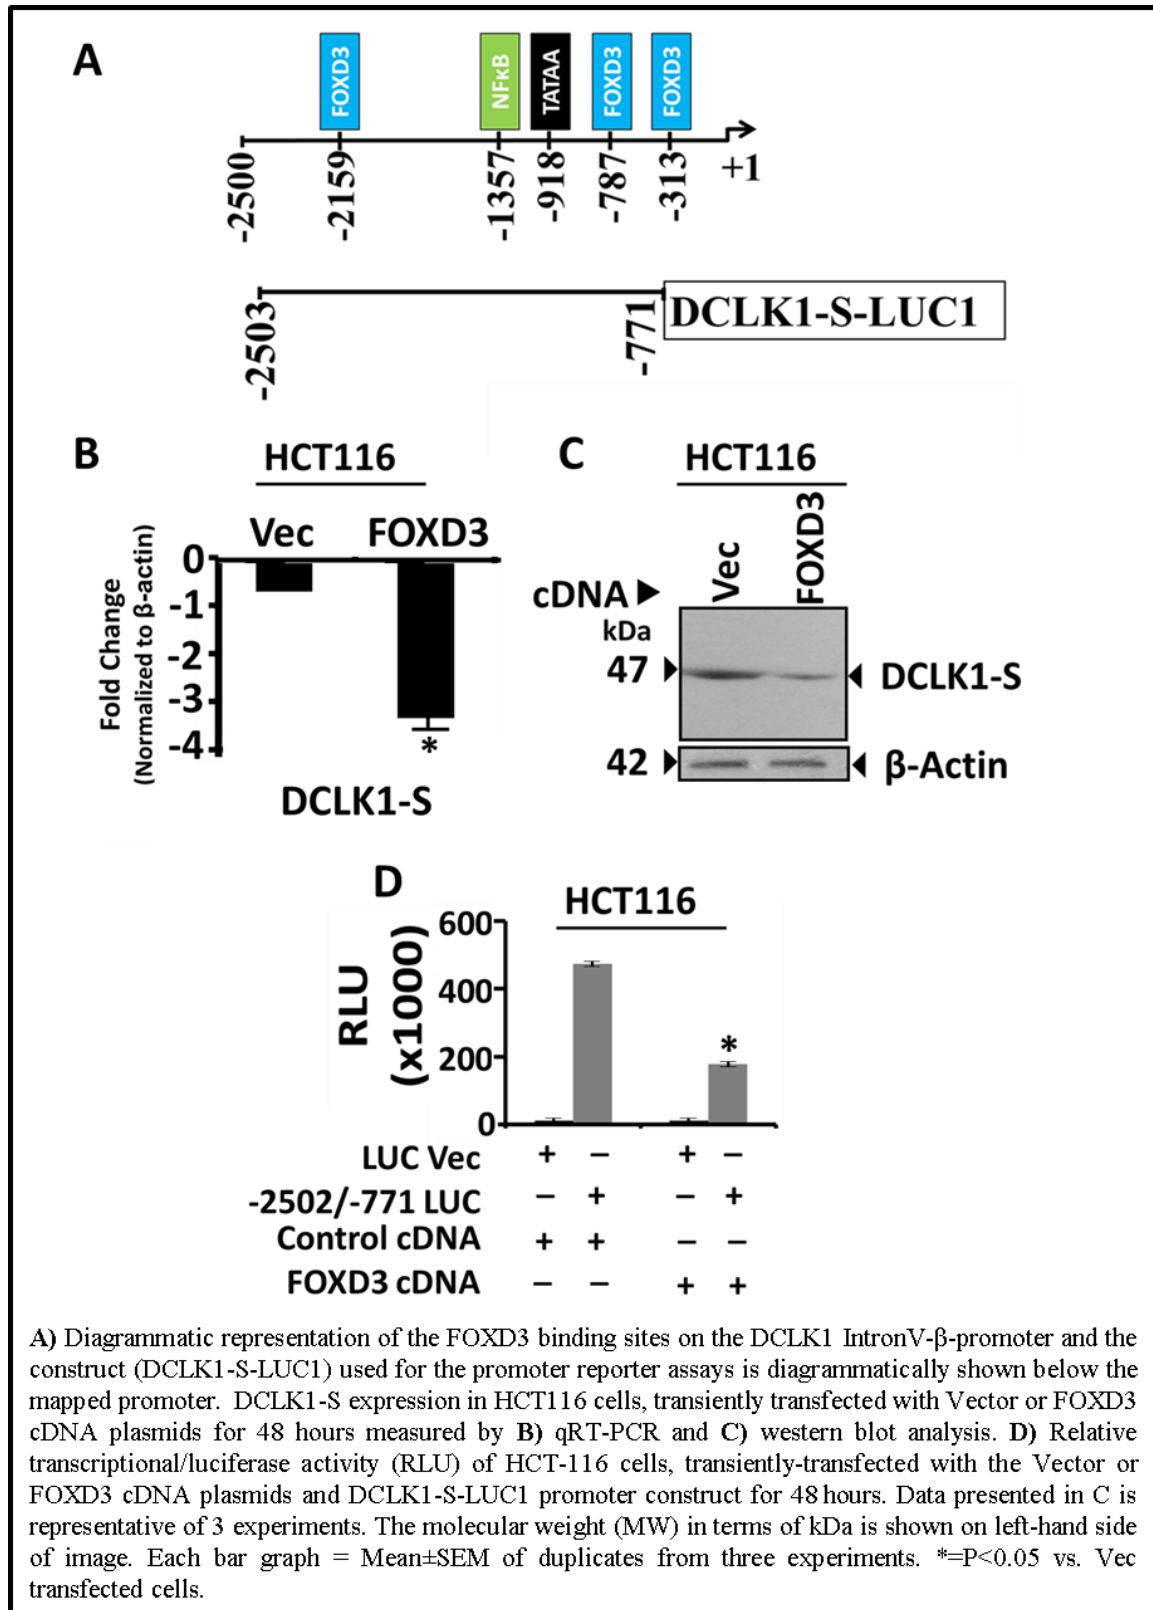 A
FOXD3
NFκB
TATAA
FOXD3
FOXD3
-2500
-2159
-1357
-918
-787
-313
+1
-2503
-771
DCLK1-S-LUC1
B
HCT116
Vec FOXD3
Fold Change
(Normalized to β-actin)
0
-1
-2
-3
-4
*
DCLK1-S
C
HCT116
cDNA
Vec
FOXD3
kDa
47
DCLK1-S
42
β-Actin
D
HCT116
RLU
(x1000)
600
400
200
0
*
LUC Vec + – + –
-2502/-771 LUC – + – +
Control cDNA + + – –
FOXD3 cDNA – – + +
A) Diagrammatic representation of the FOXD3 binding sites on the DCLK1 IntronV-β-promoter and the
construct (DCLK1-S-LUC1) used for the promoter reporter assays is diagrammatically shown below the
mapped promoter. DCLK1-S expression in HCT116 cells, transiently transfected with Vector or FOXD3
cDNA plasmids for 48 hours measured by B) qRT-PCR and C) western blot analysis. D) Relative
transcriptional/luciferase activity (RLU) of HCT-116 cells, transiently-transfected with the Vector or
FOXD3 cDNA plasmids and DCLK1-S-LUC1 promoter construct for 48 hours. Data presented in C is
representative of 3 experiments. The molecular weight (MW) in terms of kDa is shown on left-hand side
of image. Each bar graph = Mean±SEM of duplicates from three experiments. *=P<0.05 vs. Vec
transfected cells.